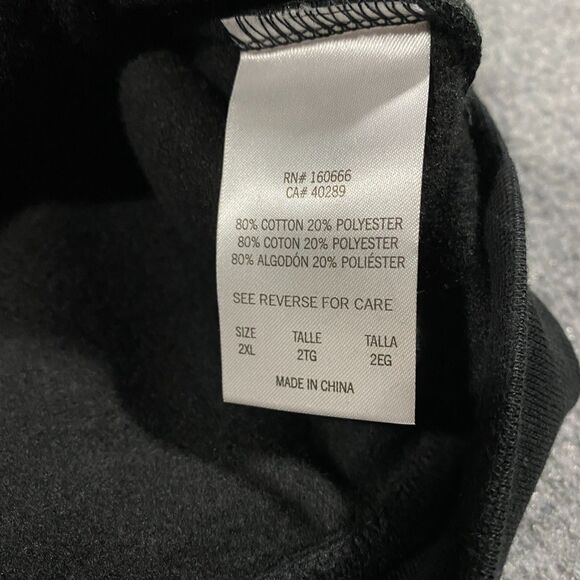 RN# 160666
CA# 40289
80% COTTON 20% POLYESTER
80% COTON 20% POLYESTER
80% ALGODÓN 20% POLIÉSTER
SEE REVERSE FOR CARE
SIZE TALLE TALLA
2XL 2TG 2EG
MADE IN CHINA